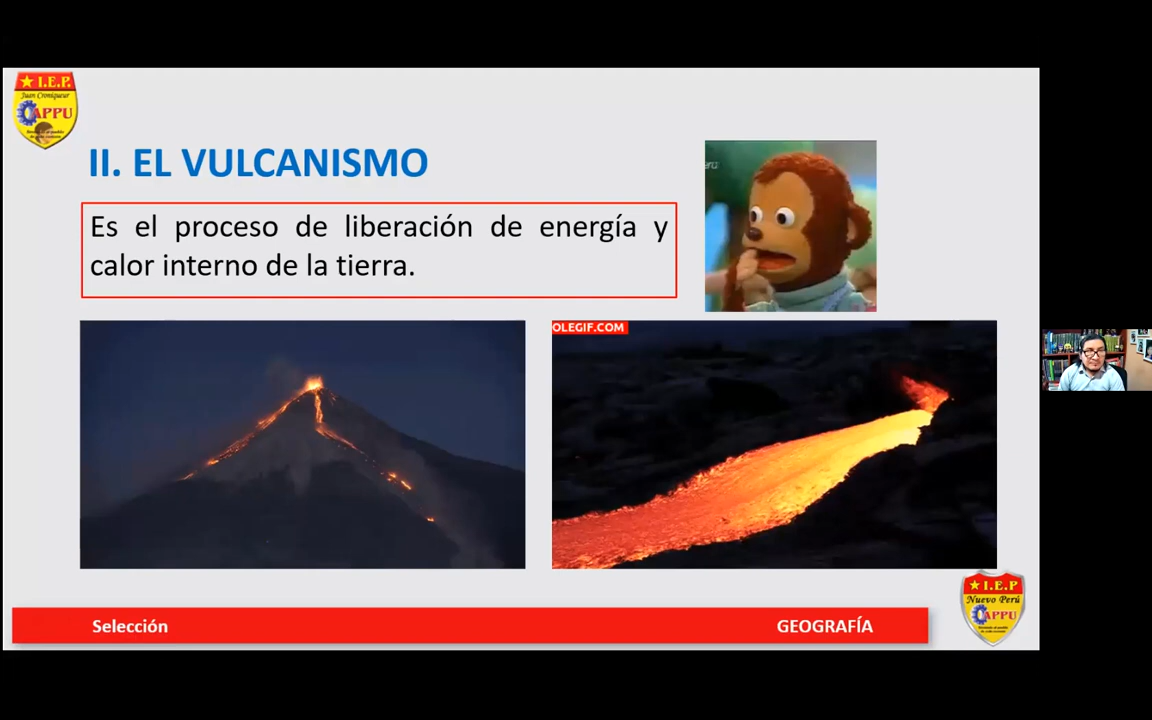 I.E.P.
Juan Croniqueur
APPU
II. EL VULCANISMO
Es el proceso de liberación de energía y
calor interno de la tierra.
OLEGIF.COM
I.E.P
Nuevo Perú
APPU
Selección
GEOGRAFÍA